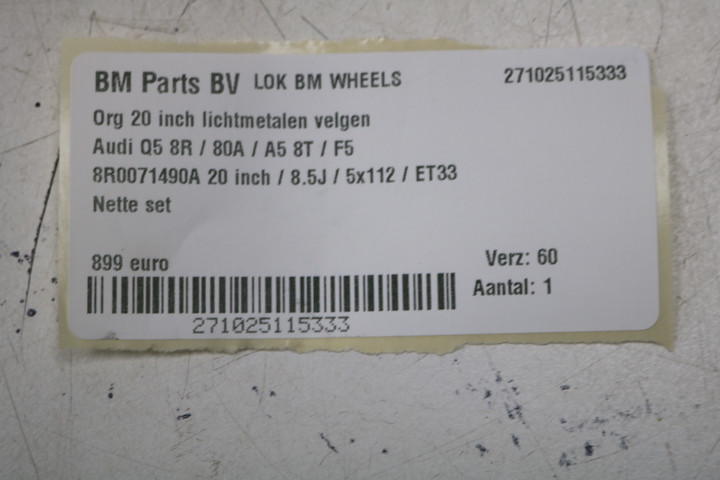 BM Parts BV LOK BM WHEELS 271025115333
Org 20 inch lichtmetalen velgen
Audi Q5 8R / 80A / A5 8T / F5
8R0071490A 20 inch / 8.5J / 5x112 / ET33
Nette set
899 euro Verz: 60
Aantal: 1
271025115333